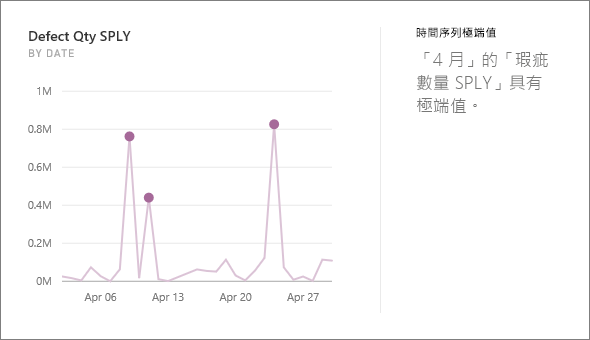 Defect Qty SPLY
BY DATE
1M
0.8M
0.6M
0.4M
0.2M
0M
Apr 06
Apr 13
Apr 20
Apr 27
時間序列極端值
「4 月」的「瑕疵
數量 SPLY」具有
極端值。